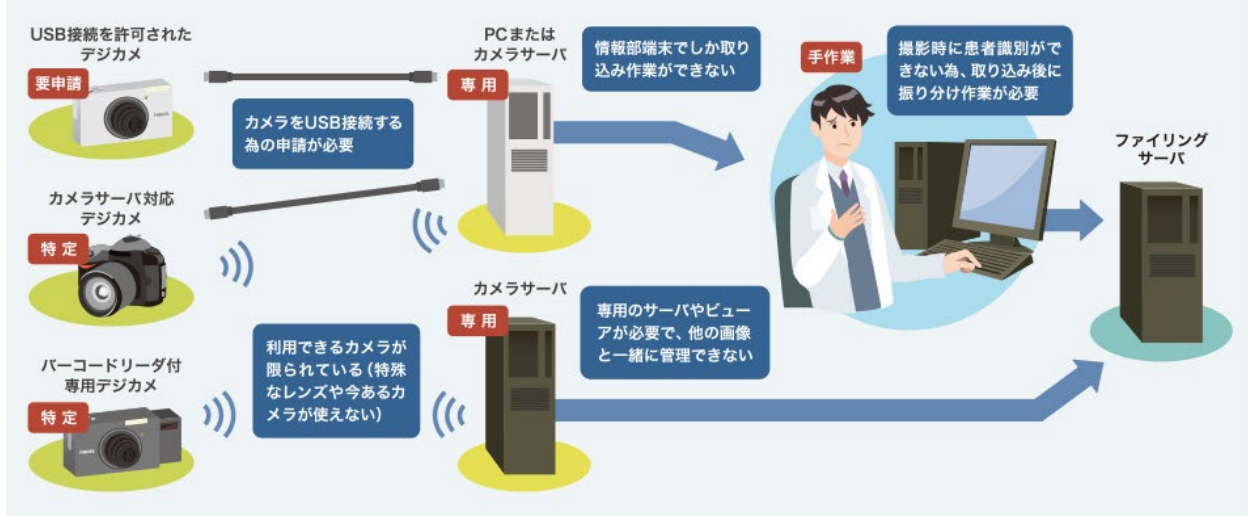 USB接続を許可された
デジカメ
要申請
カメラをUSB接続する
為の申請が必要
PCまたは
カメラサーバ
専用
情報部端末でしか取り
込み作業ができない
手作業
撮影時に患者識別がで
きない為、取り込み後に
振り分け作業が必要
ファイリング
サーバ
カメラサーバ対応
デジカメ
特定
カメラサーバ
専用
専用のサーバやビュー
アが必要で、他の画像
と一緒に管理できない
バーコードリーダ付
専用デジカメ
特定
利用できるカメラが
限られている（特殊
なレンズや今あるカ
メラが使えない）